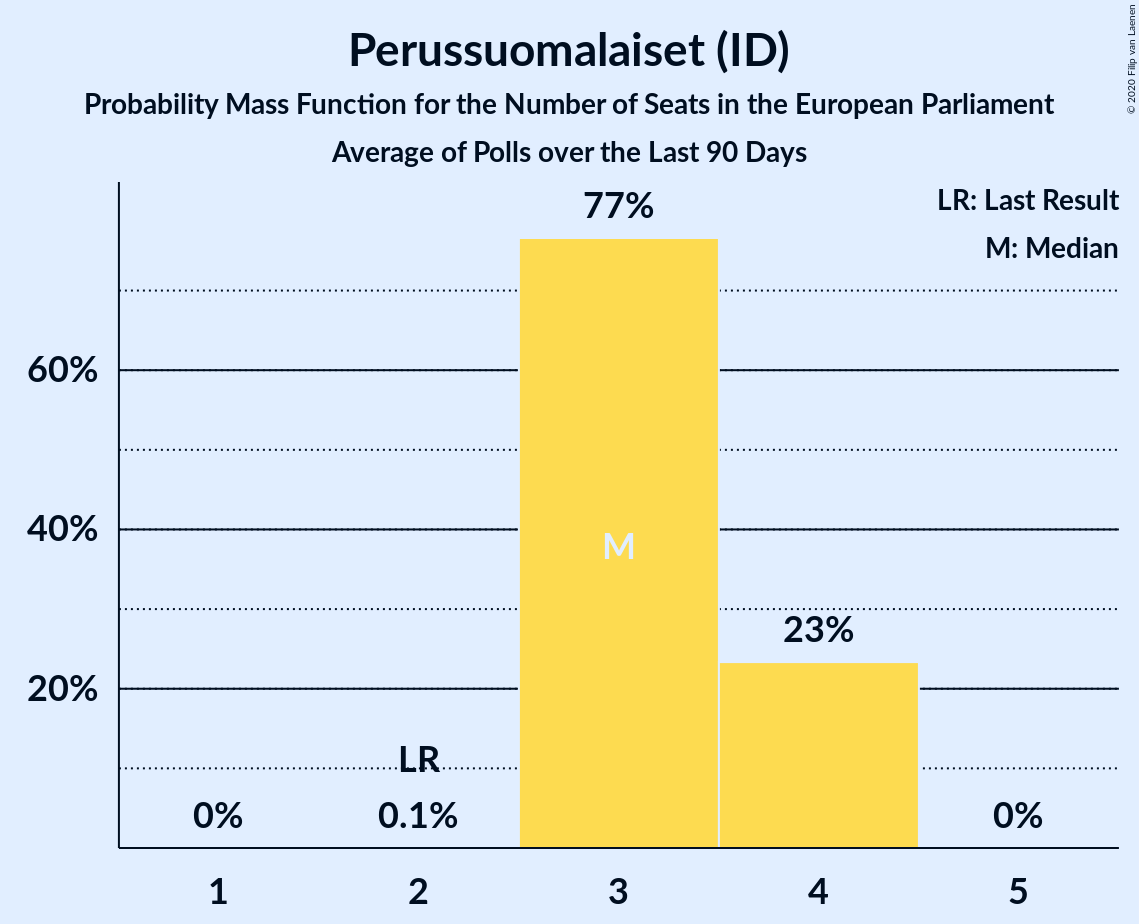 Perussuomalaiset (ID)
Probability Mass Function for the Number of Seats in the European Parliament
Average of Polls over the Last 90 Days
© 2020 Filip van Laenen
LR: Last Result
M: Median
77%
60%
40%
M
23%
20%
LR
0%
0.1%
0%
1
2
3
4
5